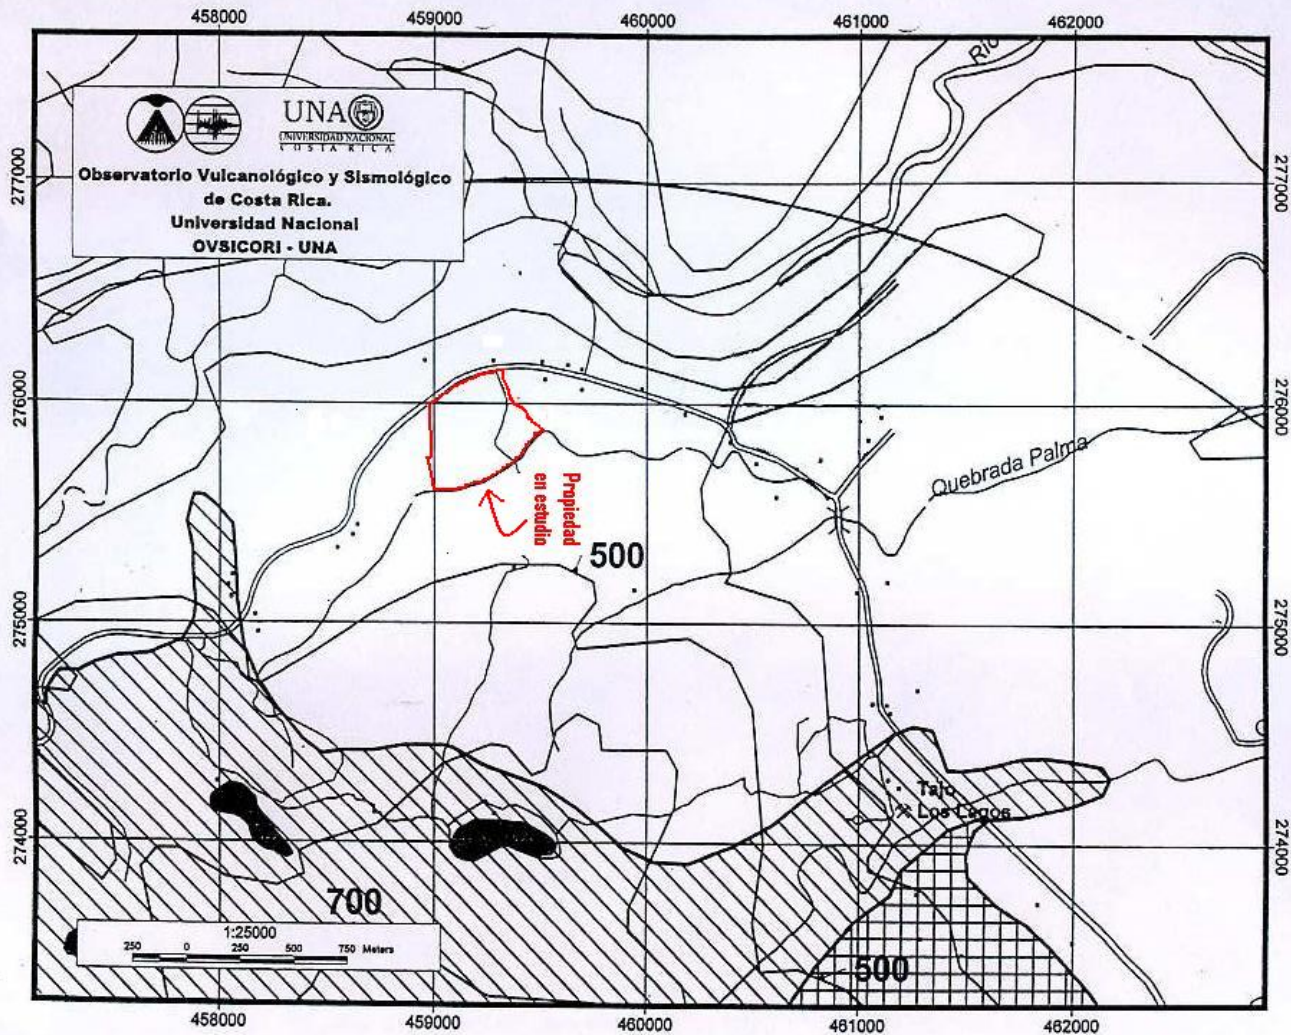 458000 459000 460000 461000 462000
UNA
UNIVERSIDAD NACIONAL
COSTA RICA
Observatorio Vulcanológico y Sismológico
de Costa Rica.
Universidad Nacional
OVSICORI - UNA
Río
277000 277000
276000 276000
Quebrada Palma
Propiedad
en estudio
500
275000 275000
Tajo
Los Lagos
274000 274000
700
1:25000
250 0 250 500 750 Meters
500
458000 459000 460000 461000 462000